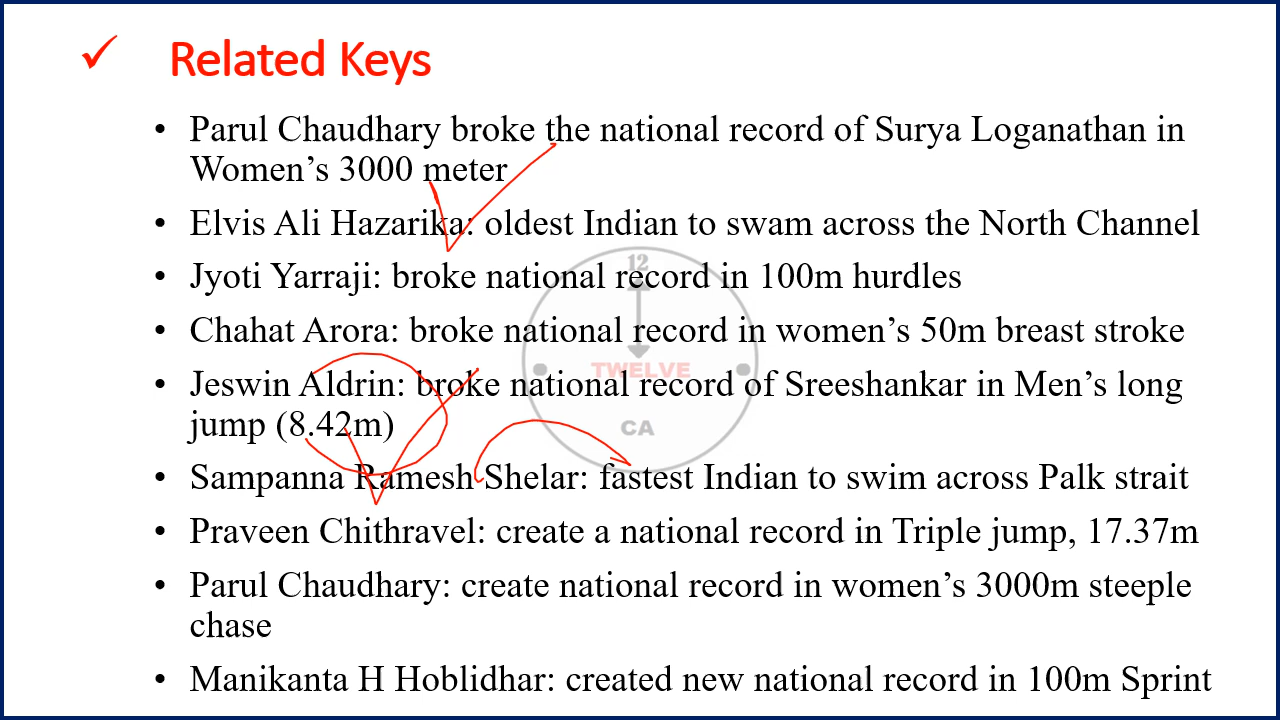 ✓ Related Keys
• Parul Chaudhary broke the national record of Surya Loganathan in
Women’s 3000 meter
• Elvis Ali Hazarika: oldest Indian to swam across the North Channel
• Jyoti Yarraji: broke national record in 100m hurdles
• Chahat Arora: broke national record in women’s 50m breast stroke
• Jeswin Aldrin: broke national record of Sreeshankar in Men’s long
jump (8.42m)
• Sampanna Ramesh Shelar: fastest Indian to swim across Palk strait
• Praveen Chithravel: create a national record in Triple jump, 17.37m
• Parul Chaudhary: create national record in women’s 3000m steeple
chase
• Manikanta H Hoblidhar: created new national record in 100m Sprint
12
TWELVE
CA